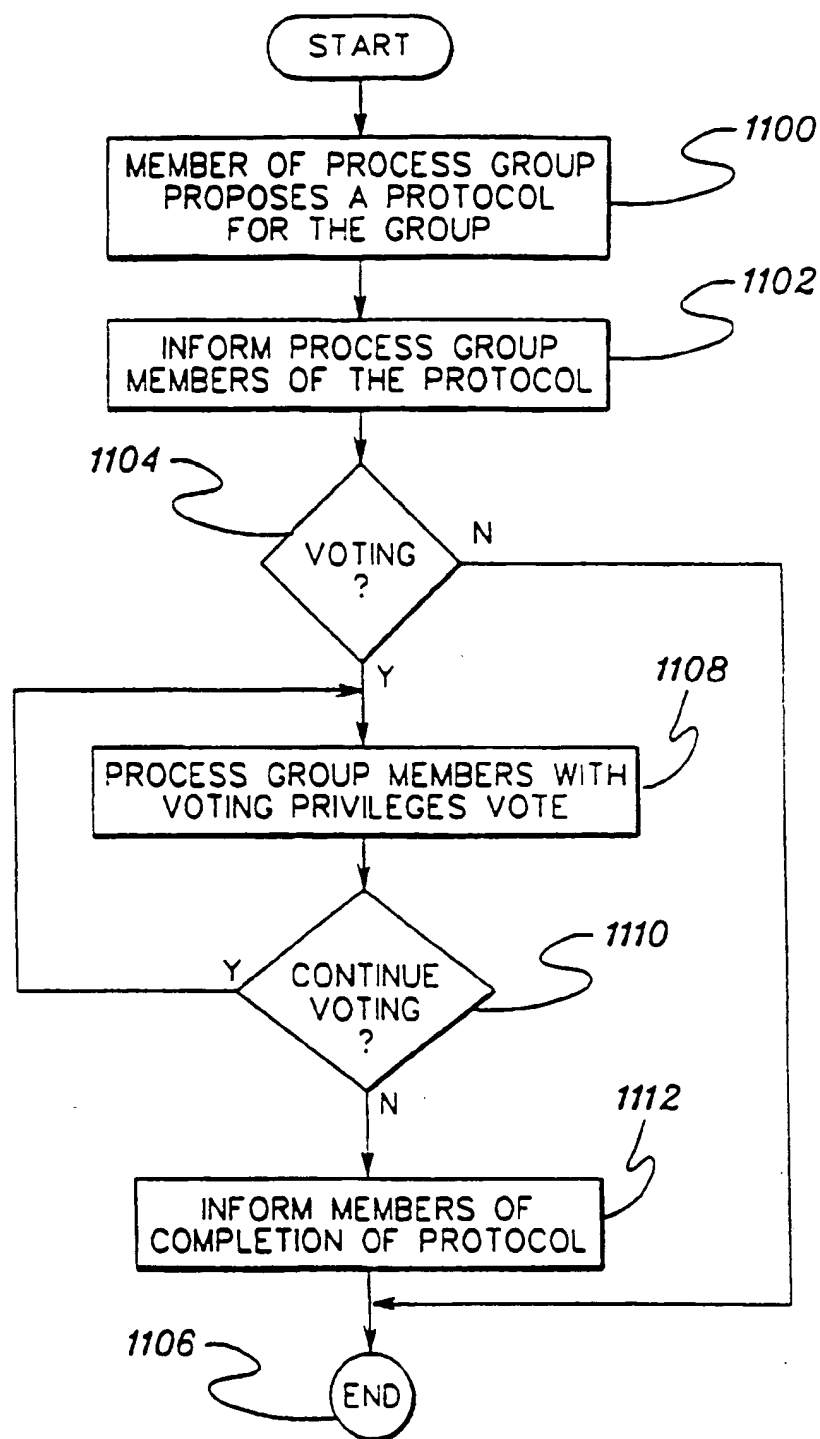 START
MEMBER OF PROCESS GROUP
PROPOSES A PROTOCOL
FOR THE GROUP
1100
INFORM PROCESS GROUP
MEMBERS OF THE PROTOCOL
1102
1104
VOTING
?
N
Y
1108
PROCESS GROUP MEMBERS WITH
VOTING PRIVILEGES VOTE
1110
Y
CONTINUE
VOTING
?
N
1112
INFORM MEMBERS OF
COMPLETION OF PROTOCOL
1106
END